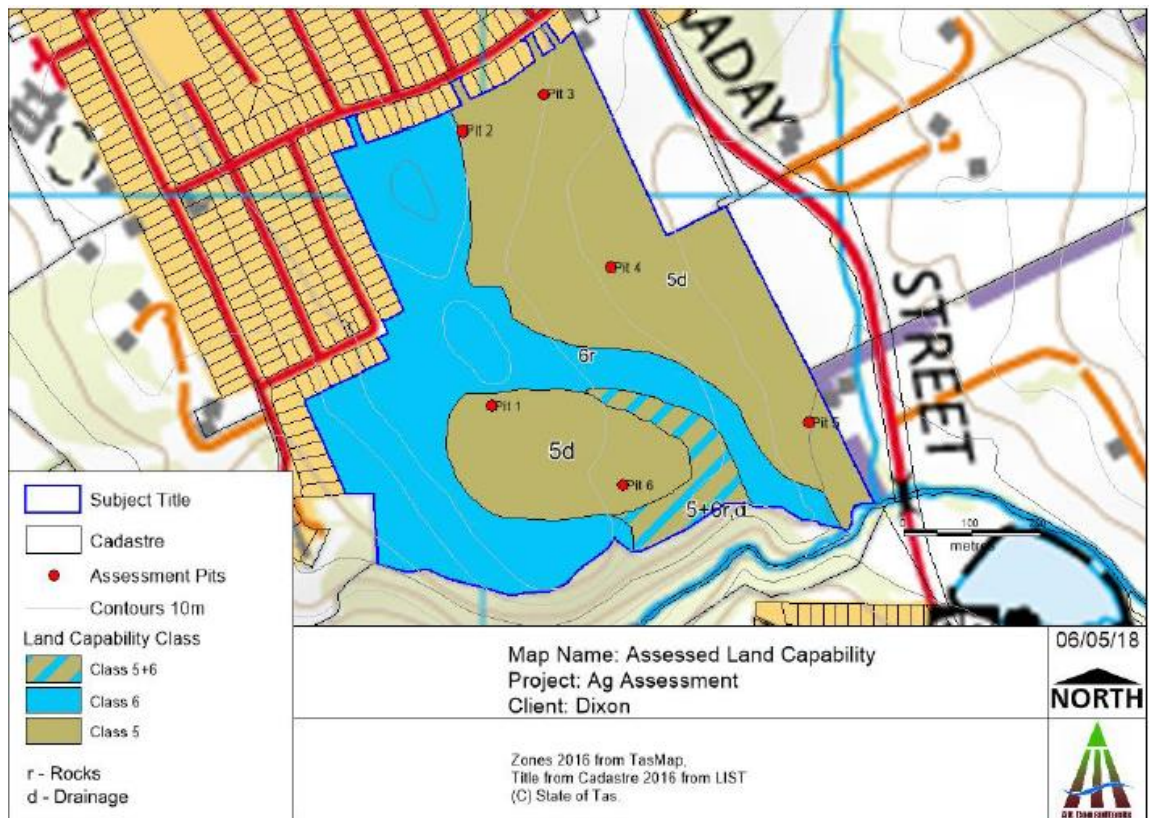 ADAY
STREET
Pit 3
Pit 2
Pit 4
5d
6r
Pit 1
5d
Pit 5
Pit 6
5+6r,d
0 100 200
metres
Subject Title
Cadastre
Assessment Pits
Contours 10m
Land Capability Class
Class 5+6
Class 6
Class 5
r - Rocks
d - Drainage
Map Name: Assessed Land Capability
Project: Ag Assessment
Client: Dixon
Zones 2016 from TasMap,
Title from Cadastre 2016 from LIST
(C) State of Tas.
06/05/18
NORTH